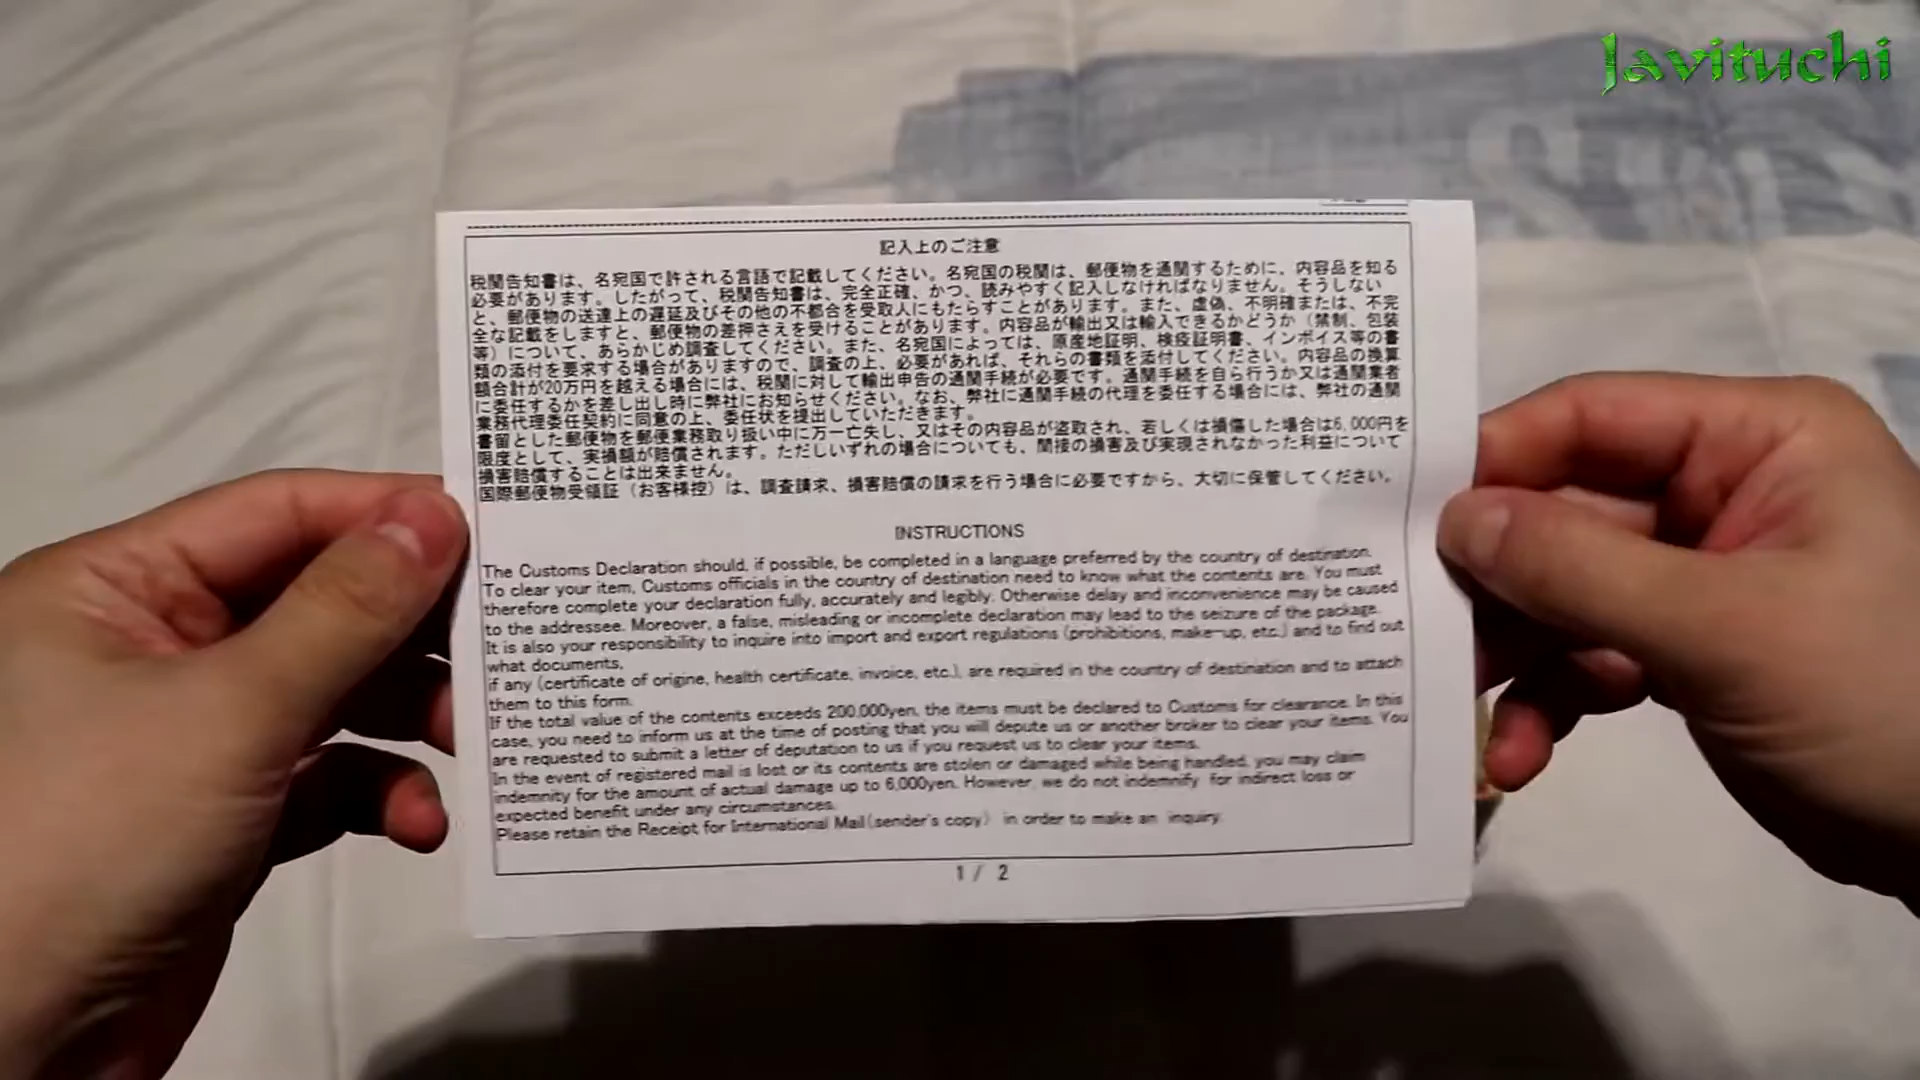 Javituchi
記入上のご注意
税関告知書は、名宛国で許される言語で記載してください。名宛国の税関は、郵便物を通関するために、内容品を知る
必要があります。したがって、税関告知書は、完全正確、かつ、読みやすく記入しなければなりません。そうしない
と、郵便物の送達上の遅延及びその他の不都合を受取人にもたらすことがあります。また、虚偽、不明確または、不完
全な記載をしますと、郵便物の差押さえを受けることがあります。内容品が輸出又は輸入できるかどうか（禁制、包装
等）について、あらかじめ調査してください。また、名宛国によっては、原産地証明、検疫証明書、インボイス等の書
類の添付を要求する場合がありますので、調査の上、必要があれば、それらの書類を添付してください。内容品の換算
額合計が20万円を越える場合には、税関に対して輸出申告の通関手続が必要です。通関手続を自ら行うか又は通関業者
に委任するかを差し出し時に弊社にお知らせください。なお、弊社に通関手続の代理を委任する場合には、弊社の通関
業務代理委任契約に同意の上、委任状を提出していただきます。
書留とした郵便物を郵便業務取り扱い中に万一亡失し、又はその内容品が盗取され、若しくは損傷した場合は6,000円を
限度として、実損額が賠償されます。ただしいずれの場合についても、間接の損害及び実現されなかった利益について
損害賠償することは出来ません。
国際郵便物受領証（お客様控）は、調査請求、損害賠償の請求を行う場合に必要ですから、大切に保管してください。
INSTRUCTIONS
The Customs Declaration should, if possible, be completed in a language preferred by the country of destination.
To clear your item, Customs officials in the country of destination need to know what the contents are. You must
therefore complete your declaration fully, accurately and legibly. Otherwise delay and inconvenience may be caused
to the addressee. Moreover, a false, misleading or incomplete declaration may lead to the seizure of the package.
It is also your responsibility to inquire into import and export regulations (prohibitions, make-up, etc.) and to find out
what documents,
if any (certificate of origine, health certificate, invoice, etc.), are required in the country of destination and to attach
them to this form.
If the total value of the contents exceeds 200,000yen, the items must be declared to Customs for clearance. In this
case, you need to inform us at the time of posting that you will depute us or another broker to clear your items. You
are requested to submit a letter of deputation to us if you request us to clear your items.
In the event of registered mail is lost or its contents are stolen or damaged while being handled, you may claim
indemnity for the amount of actual damage up to 6,000yen. However, we do not indemnify for indirect loss or
expected benefit under any circumstances.
Please retain the Receipt for International Mail(sender's copy) in order to make an inquiry.
1 / 2